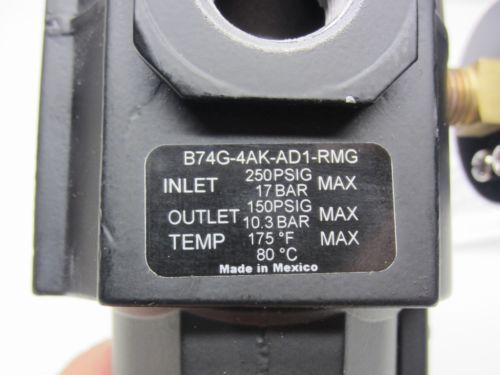 B74G-4AK-AD1-RMG
INLET 250PSIG MAX
17 BAR
OUTLET 150PSIG MAX
10.3 BAR
TEMP 175 °F MAX
80 °C
Made in Mexico